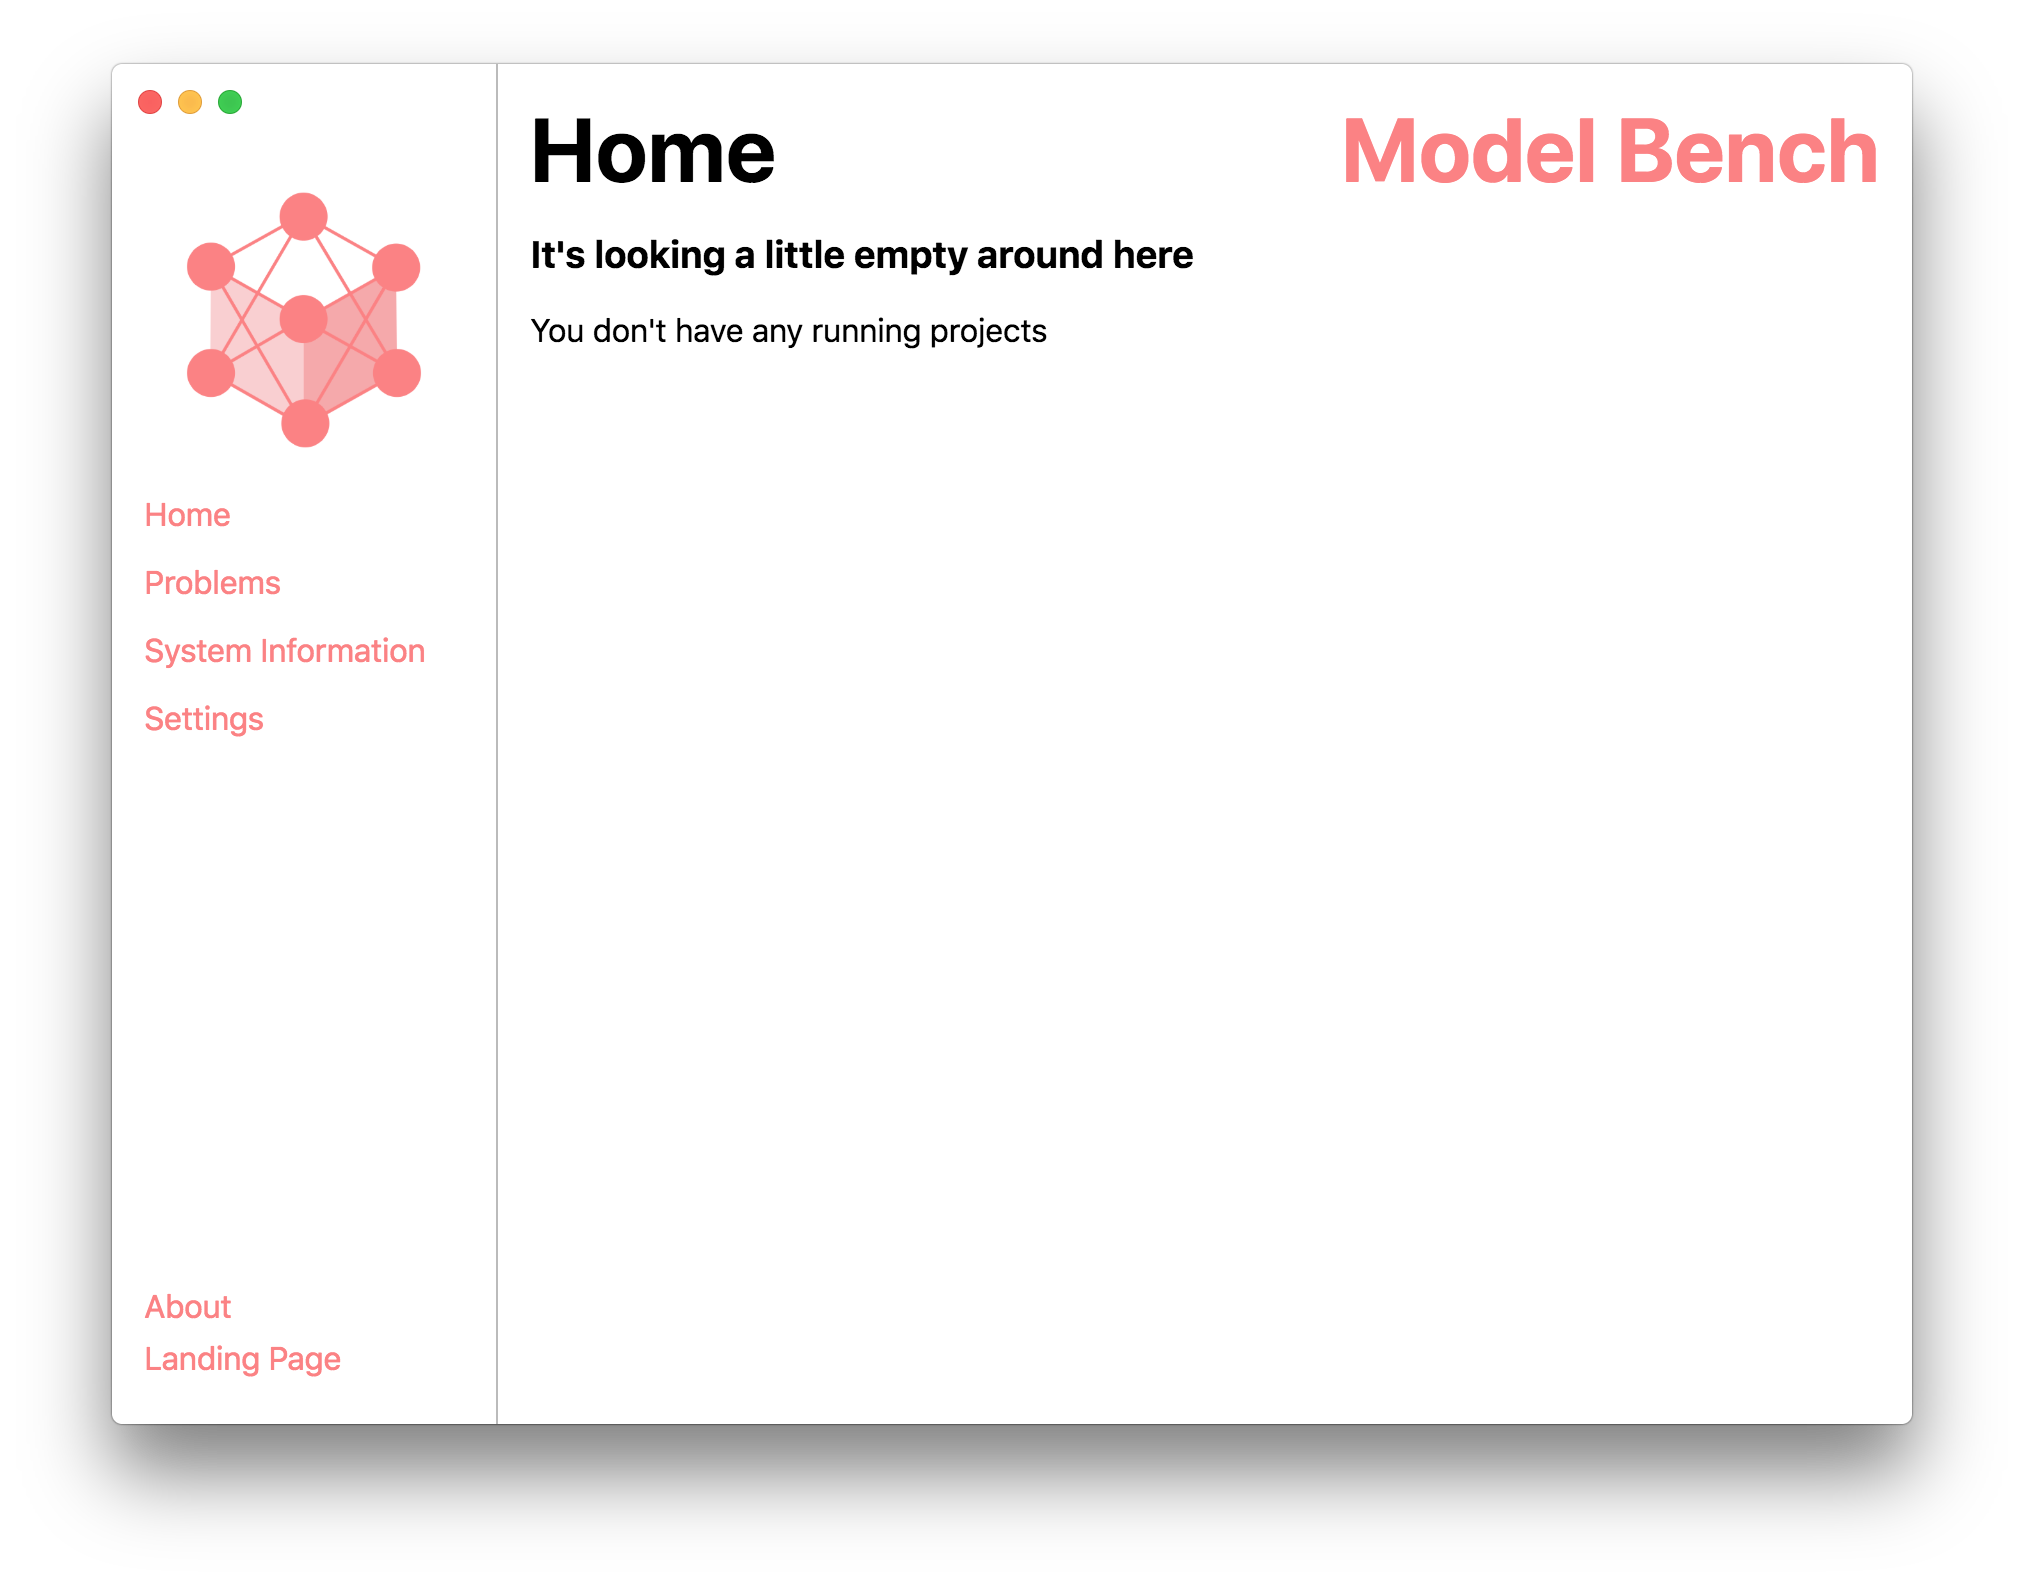 Home
Model Bench
It's looking a little empty around here
You don't have any running projects
Home
Problems
System Information
Settings
About
Landing Page